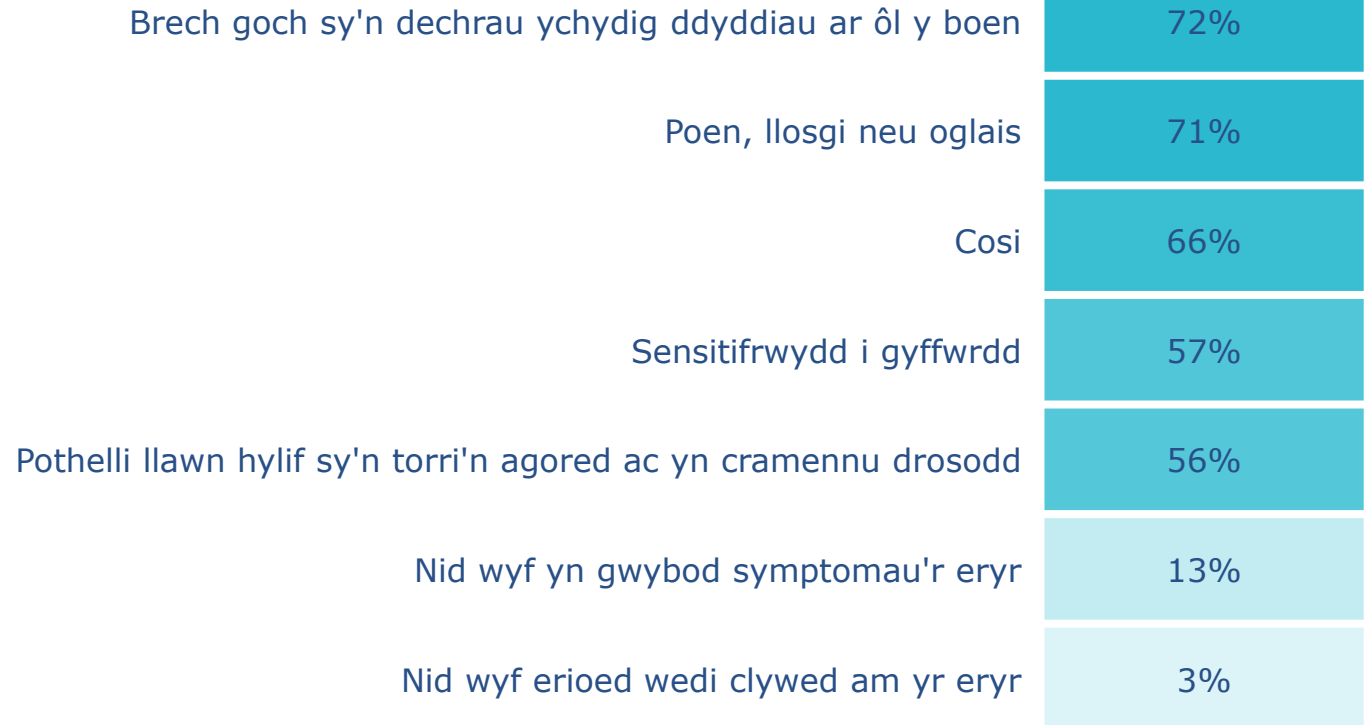 Brech goch sy'n dechrau ychydig ddyddiau ar ôl y boen 72%
Poen, llosgi neu oglais 71%
Cosi 66%
Sensitifrwydd i gyffwrdd 57%
Pothelli llawn hylif sy'n torri'n agored ac yn cramennu drosodd 56%
Nid wyf yn gwybod symptomau'r eryr 13%
Nid wyf erioed wedi clywed am yr eryr 3%